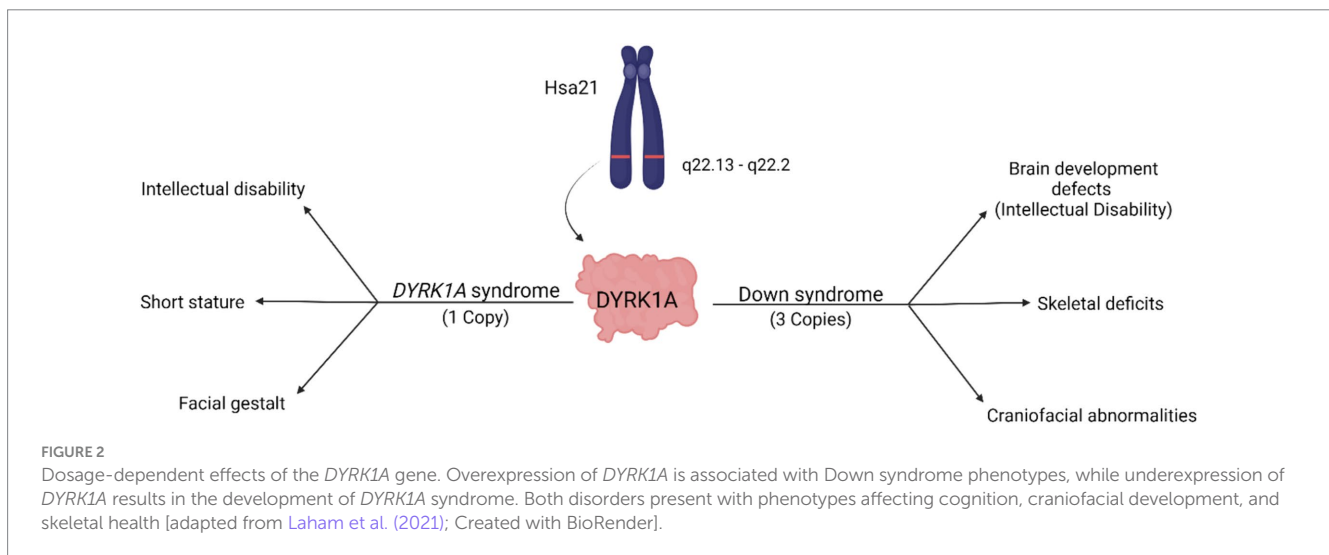 Hsa21
q22.13 - q22.2
Intellectual disability
Short stature
Facial gestalt
DYRK1A syndrome
(1 Copy)
DYRK1A
Down syndrome
(3 Copies)
Brain development
defects
(Intellectual Disability)
Skeletal deficits
Craniofacial abnormalities
FIGURE 2
Dosage-dependent effects of the DYRK1A gene. Overexpression of DYRK1A is associated with Down syndrome phenotypes, while underexpression of
DYRK1A results in the development of DYRK1A syndrome. Both disorders present with phenotypes affecting cognition, craniofacial development, and
skeletal health [adapted from Laham et al. (2021); Created with BioRender].